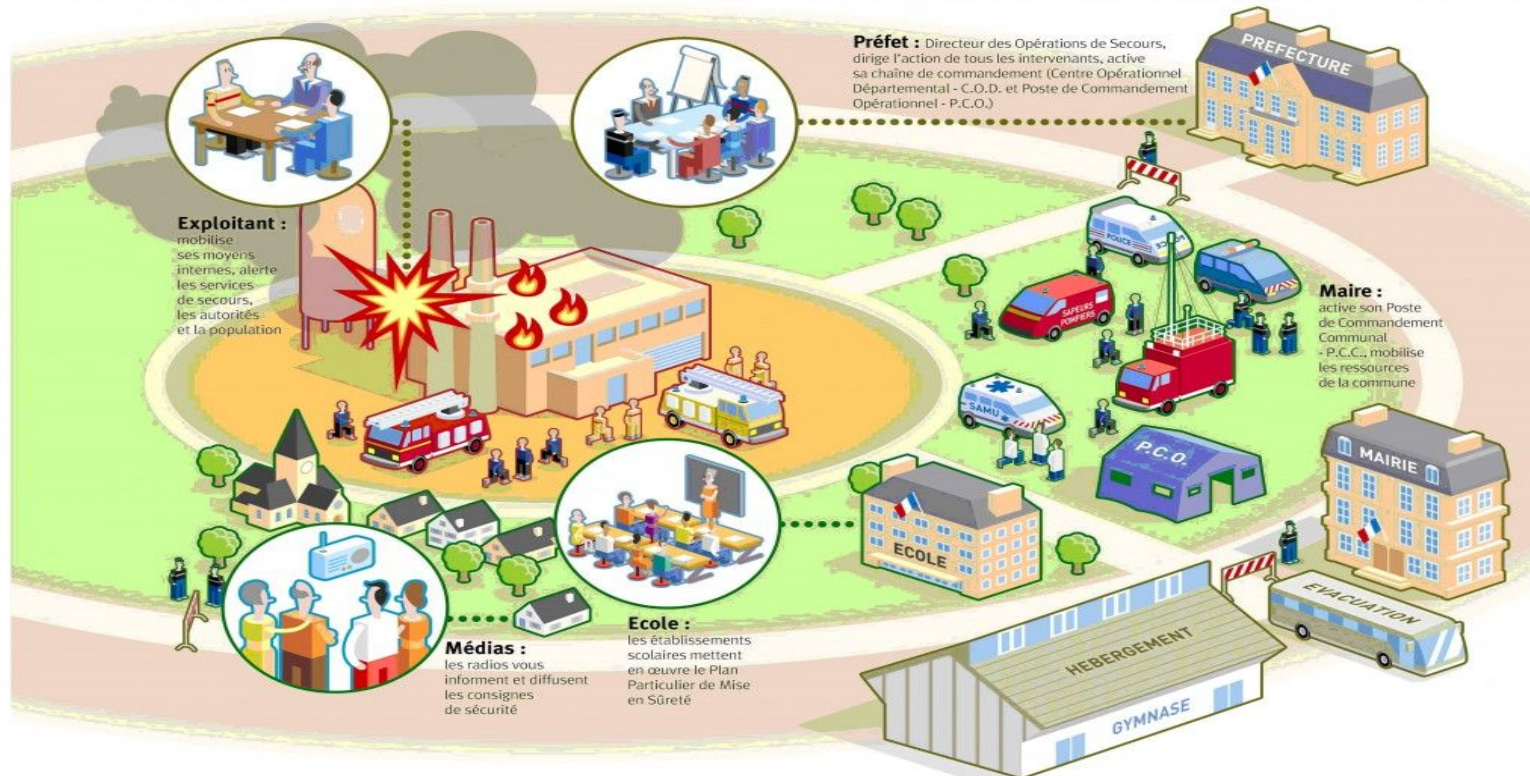 Préfet : Directeur des Opérations de Secours,
dirige l'action de tous les intervenants, active
sa chaîne de commandement (Centre Opérationnel
Départemental - C.O.D. et Poste de Commandement
Opérationnel - P.C.O.)
PREFECTURE
Exploitant :
mobilise
ses moyens
internes, alerte
les services
de secours,
les autorités
et la population
POLICE
POLICE
SAPEURS
POMPIERS
Maire :
active son Poste
de Commandement
Communal
- P.C.C., mobilise
les ressources
de la commune
SAMU
P.C.O.
MAIRIE
ECOLE
EVACUATION
Médias :
les radios vous
informent et diffusent
les consignes
de sécurité
Ecole :
les établissements
scolaires mettent
en œuvre le Plan
Particulier de Mise
en Sûreté
HEBERGEMENT
GYMNASE